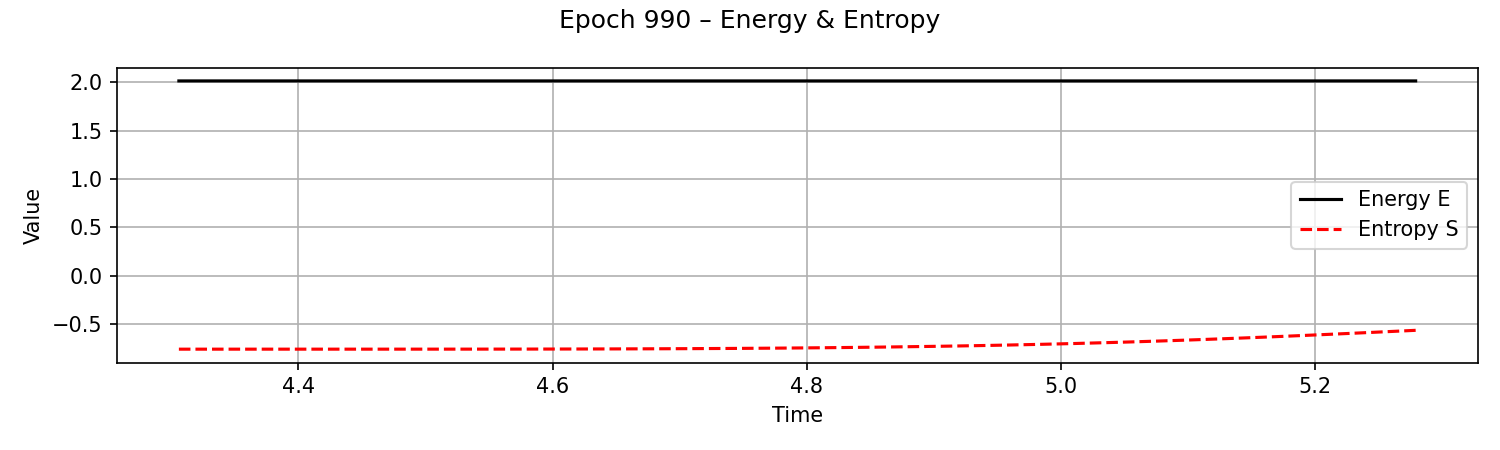 Epoch 990 – Energy & Entropy
2.0
1.5
1.0
0.5
0.0
−0.5
Value
Energy E
Entropy S
4.4 4.6 4.8 5.0 5.2
Time